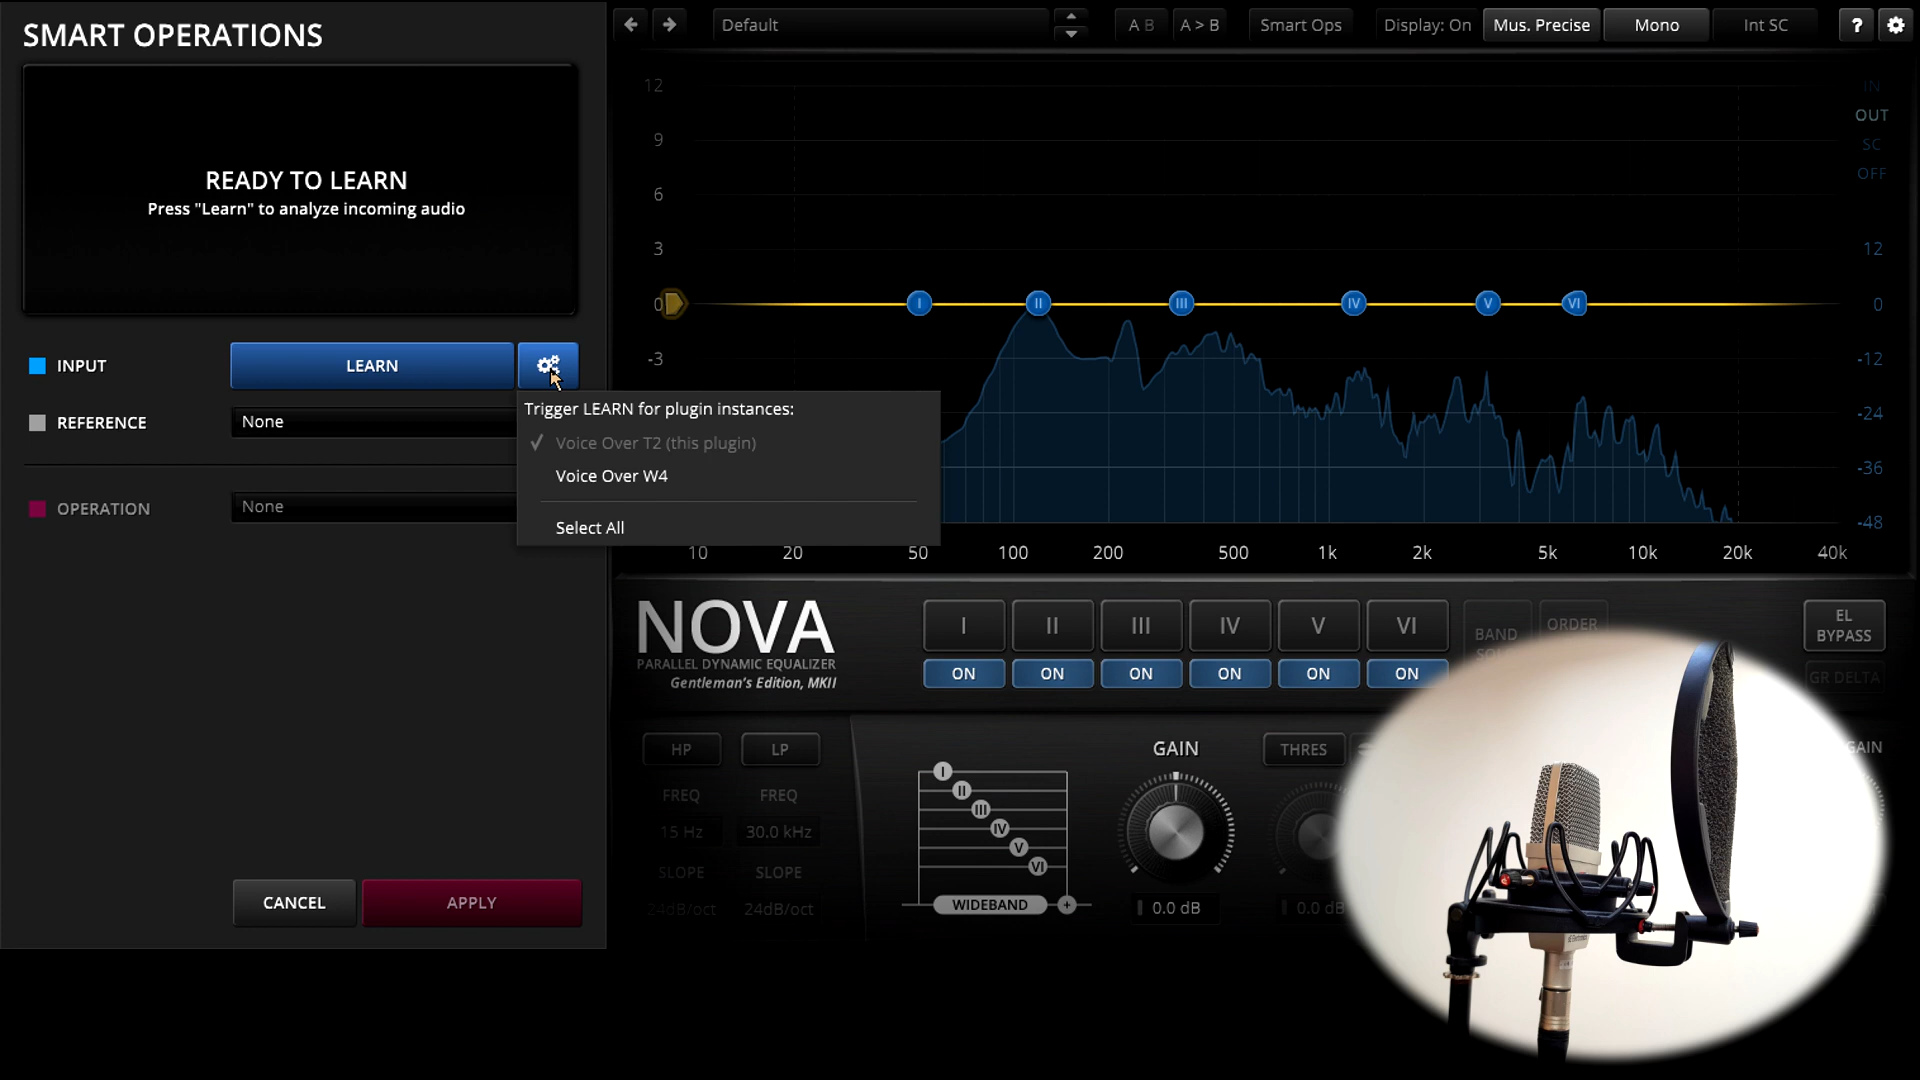 SMART OPERATIONS
READY TO LEARN
Press "Learn" to analyze incoming audio
INPUT
LEARN
REFERENCE
None
OPERATION
None
Trigger LEARN for plugin instances:
✓ Voice Over T2 (this plugin)
Voice Over W4
Select All
CANCEL
APPLY
Default
A B
A > B
Smart Ops
Display: On
Mus. Precise
Mono
Int SC
?
12
9
6
3
0
-3
IN
OUT
SC
OFF
12
0
-12
-24
-36
-48
I
II
III
IV
V
VI
10
20
50
100
200
500
1k
2k
5k
10k
20k
40k
NOVA
PARALLEL DYNAMIC EQUALIZER
Gentleman's Edition, MKII
I
II
III
IV
V
VI
ON
ON
ON
ON
ON
ON
BAND
ORDER
EL
BYPASS
GR DELTA
HP
LP
FREQ
FREQ
15 Hz
30.0 kHz
SLOPE
SLOPE
24dB/oct
24dB/oct
I
II
III
IV
V
VI
WIDEBAND
+
GAIN
0.0 dB
THRES
0.0 dB
GAIN